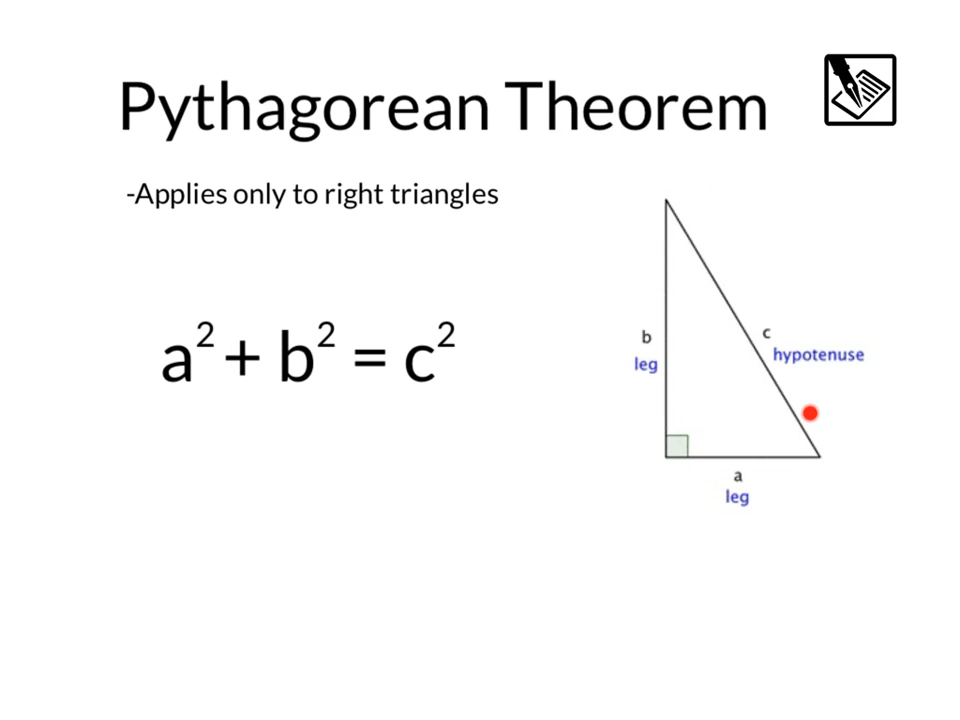 Pythagorean Theorem
-Applies only to right triangles
a² + b² = c²
b
leg
c
hypotenuse
a
leg